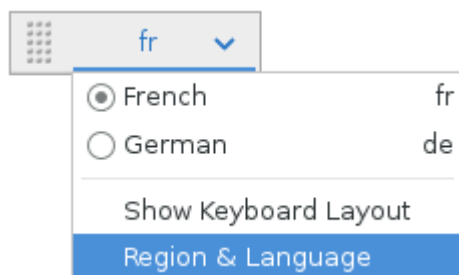 fr
French fr
German de
Show Keyboard Layout
Region & Language